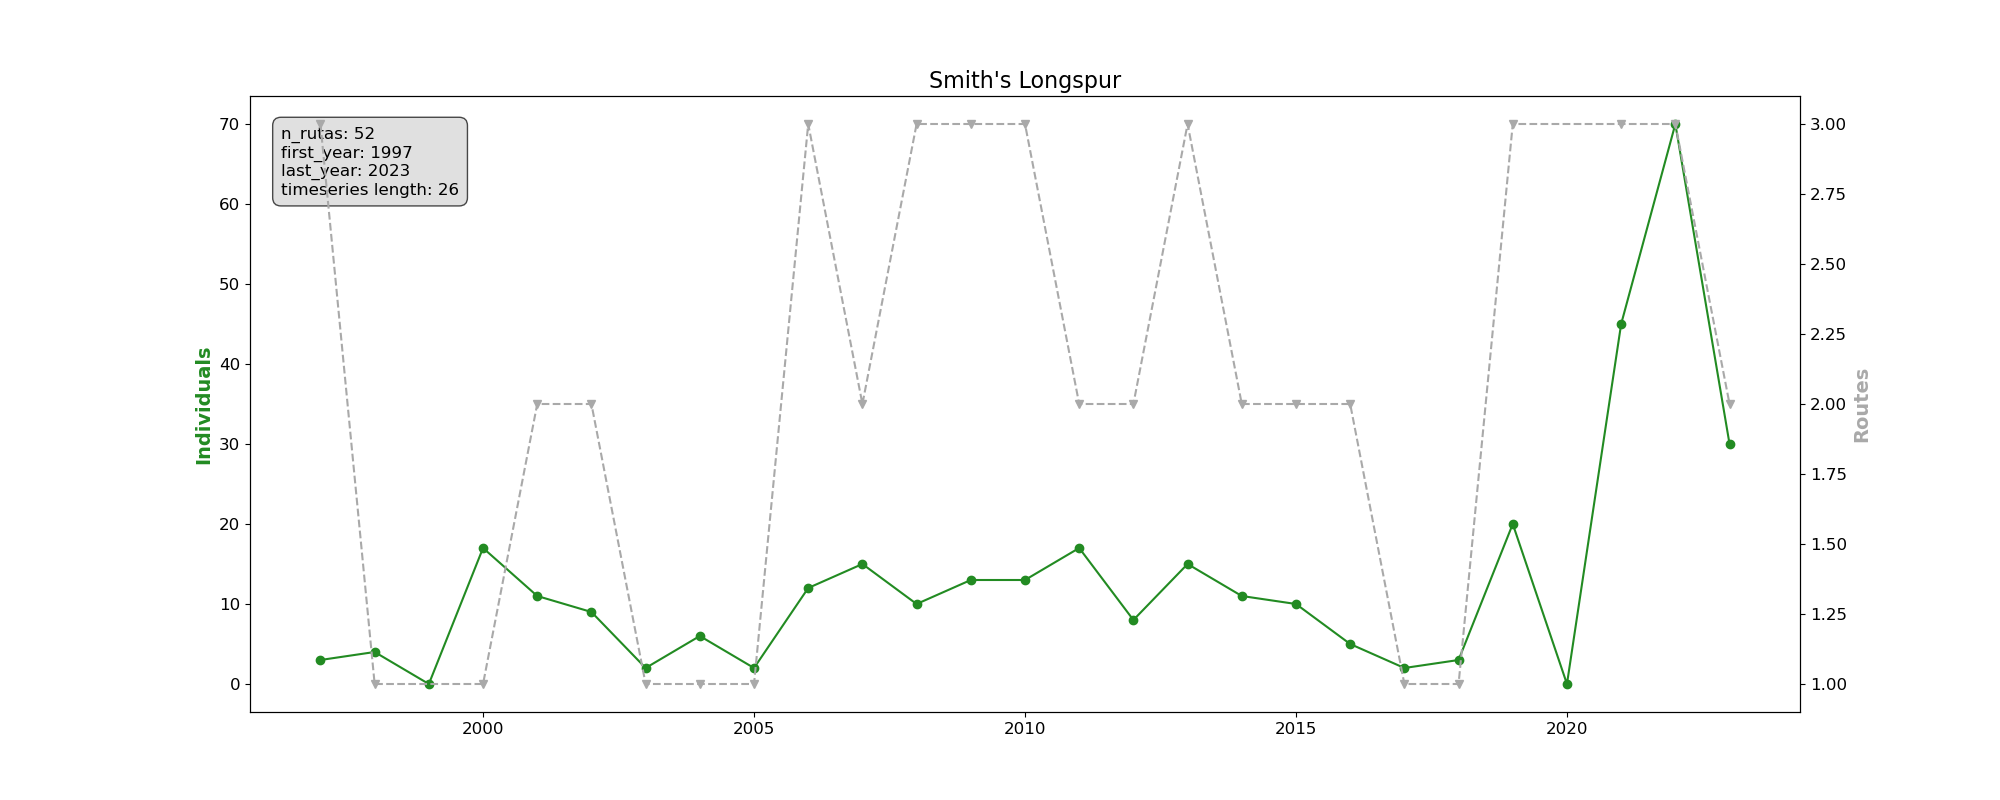 Smith's Longspur
n_rutas: 52
first_year: 1997
last_year: 2023
timeseries length: 26
Individuals
70
60
50
40
30
20
10
0
3.00
2.75
2.50
2.25
2.00
1.75
1.50
1.25
1.00
Routes
2000 2005 2010 2015 2020